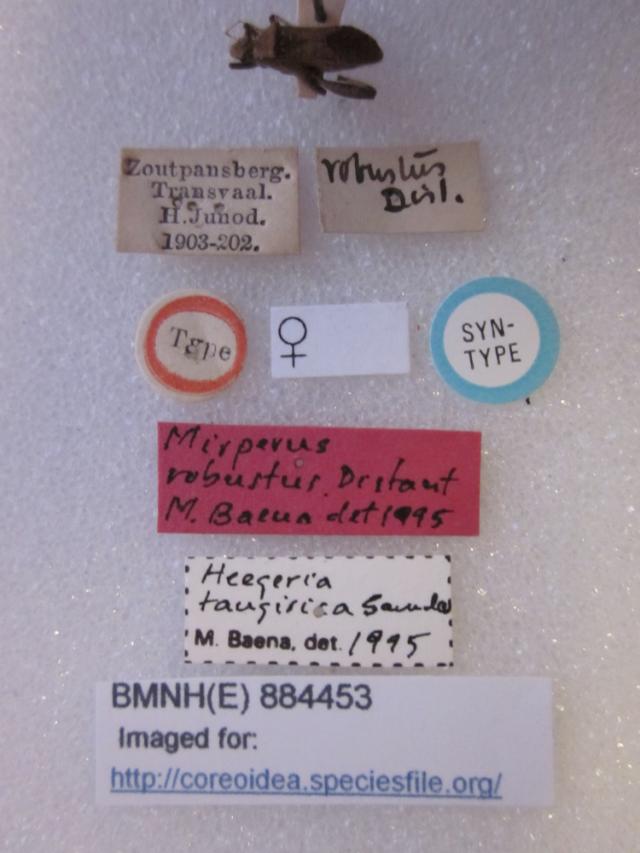 Zoutpansberg.
Transvaal.
H. Junod.
1903-202.
robustus
Dist.
Type
♀
SYN-
TYPE
Mirperus
robustus Distant
M. Baena det 1995
Heegeria
tangirica Saunders
M. Baena, det. 1995
BMNH(E) 884453
Imaged for:
http://coreoidea.speciesfile.org/